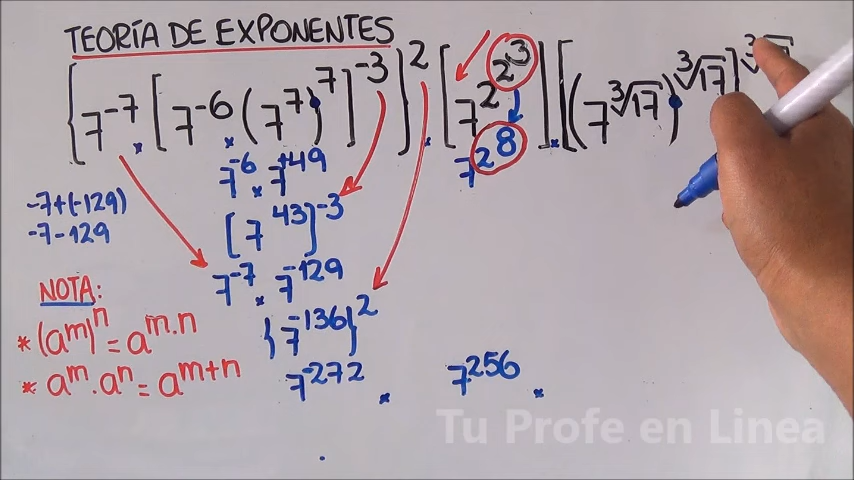 TEORÍA DE EXPONENTES
{7^-7 . [7^-6 . (7^7)^7]^-3}^2 . [7^2^2^3] . [(7^∛17)^∛17]^∛17
7^-6 . 7^+49
7^2^8
-7+(-129)
[7^43]^-3
-7-129
7^-7 . 7^-129
NOTA:
{7^-136}^2
* (a^m)^n = a^m.n
* a^m . a^n = a^m+n
7^-272 . 7^256 .
Tu Profe en Linea